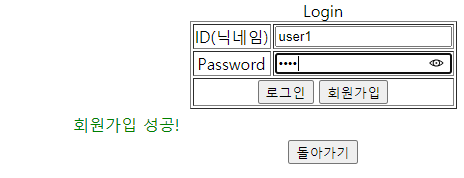 Login
ID(닉네임) user1
Password ••••
로그인 회원가입
회원가입 성공!
돌아가기